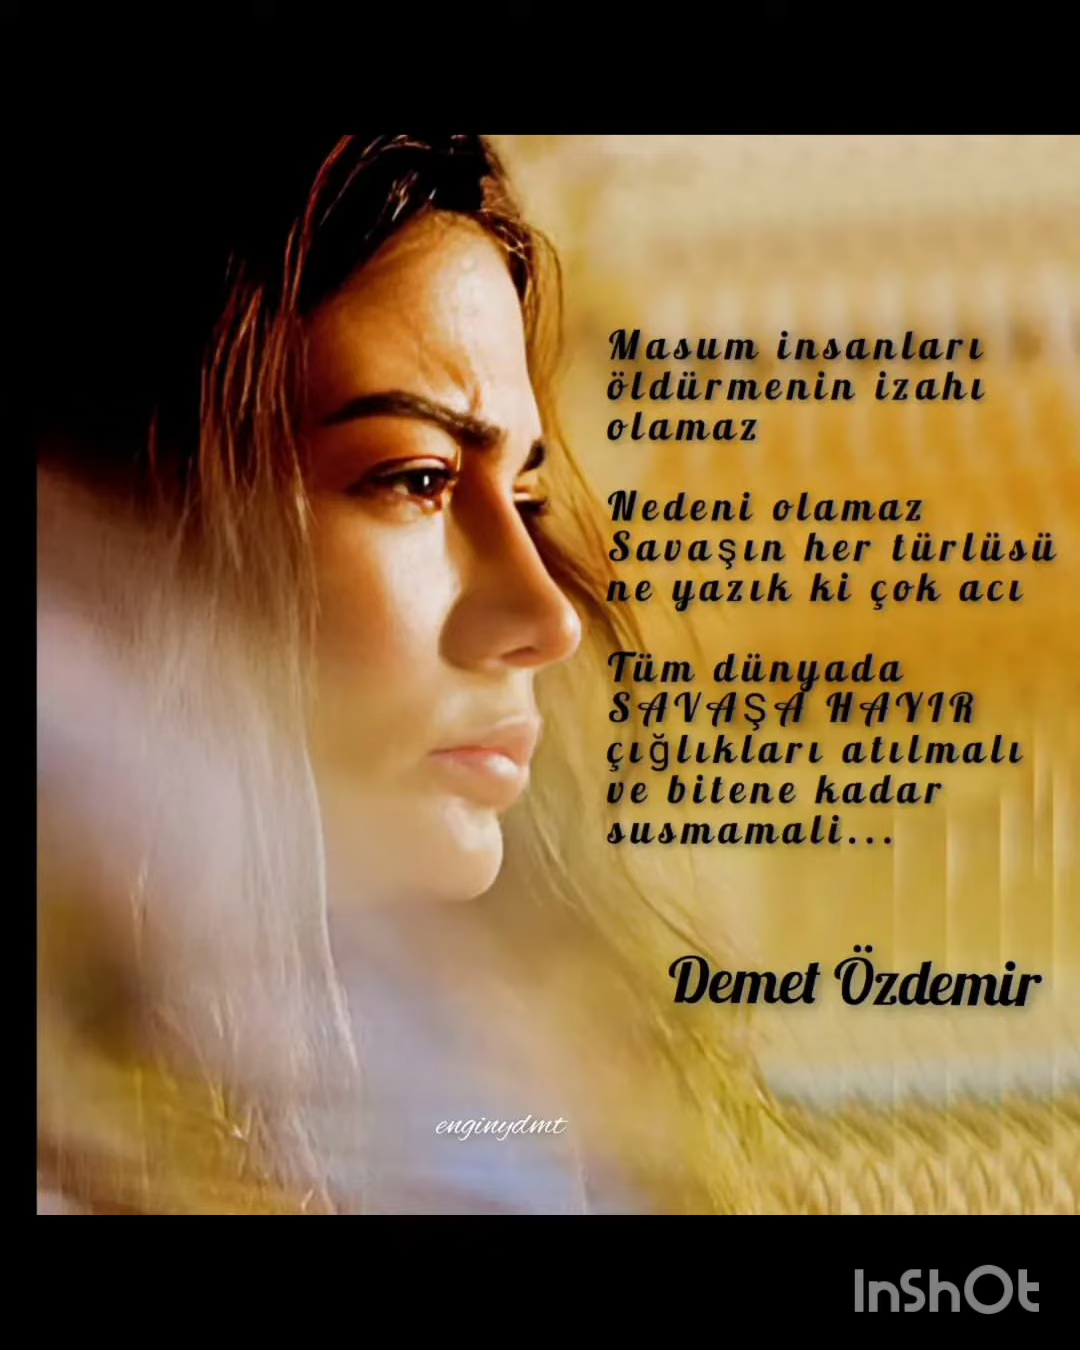 Masum insanları
öldürmenin izahı
olamaz
Nedeni olamaz
Savaşın her türlüsü
ne yazık ki çok acı
Tüm dünyada
SAVAŞA HAYIR
çığlıkları atılmalı
ve bitene kadar
susmamali...
Demet Özdemir
enginydmt
InShOt